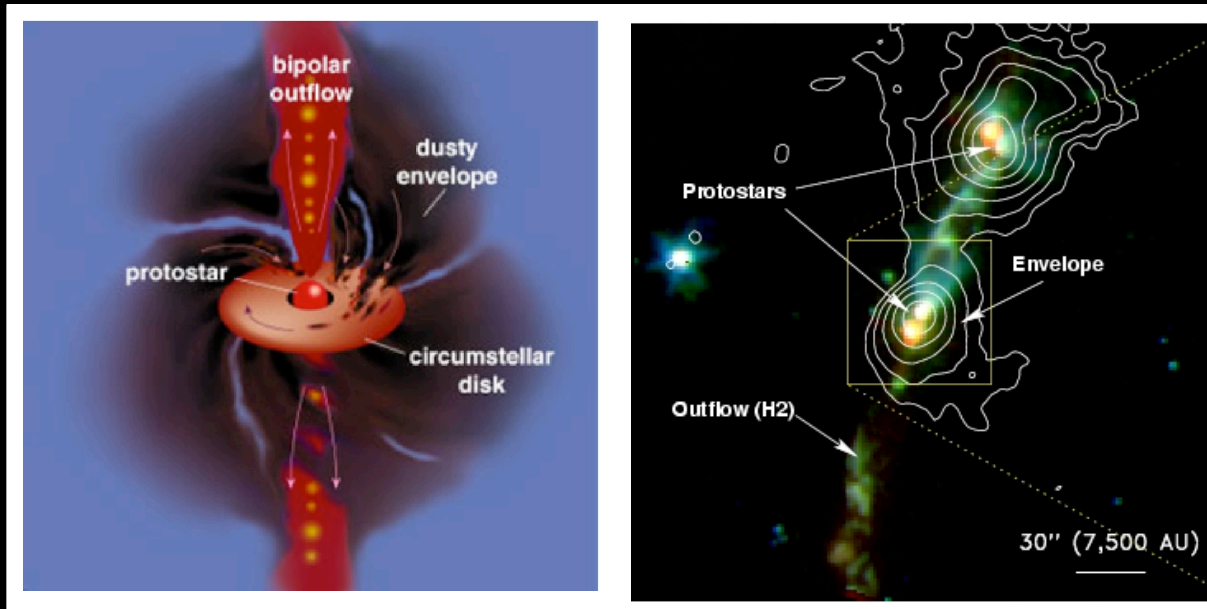 bipolar
outflow
dusty
envelope
protostar
circumstellar
disk
Protostars
Envelope
Outflow (H2)
30" (7,500 AU)